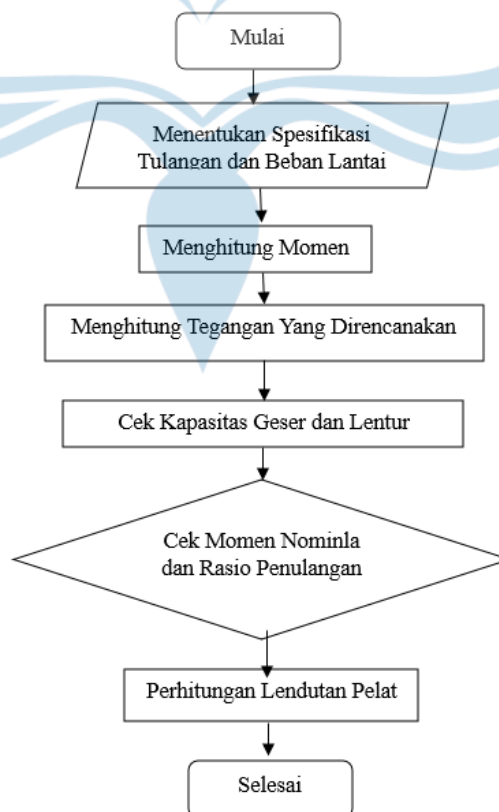 Mulai
Menentukan Spesifikasi
Tulangan dan Beban Lantai
Menghitung Momen
Menghitung Tegangan Yang Direncanakan
Cek Kapasitas Geser dan Lentur
Cek Momen Nominla
dan Rasio Penulangan
Perhitungan Lendutan Pelat
Selesai